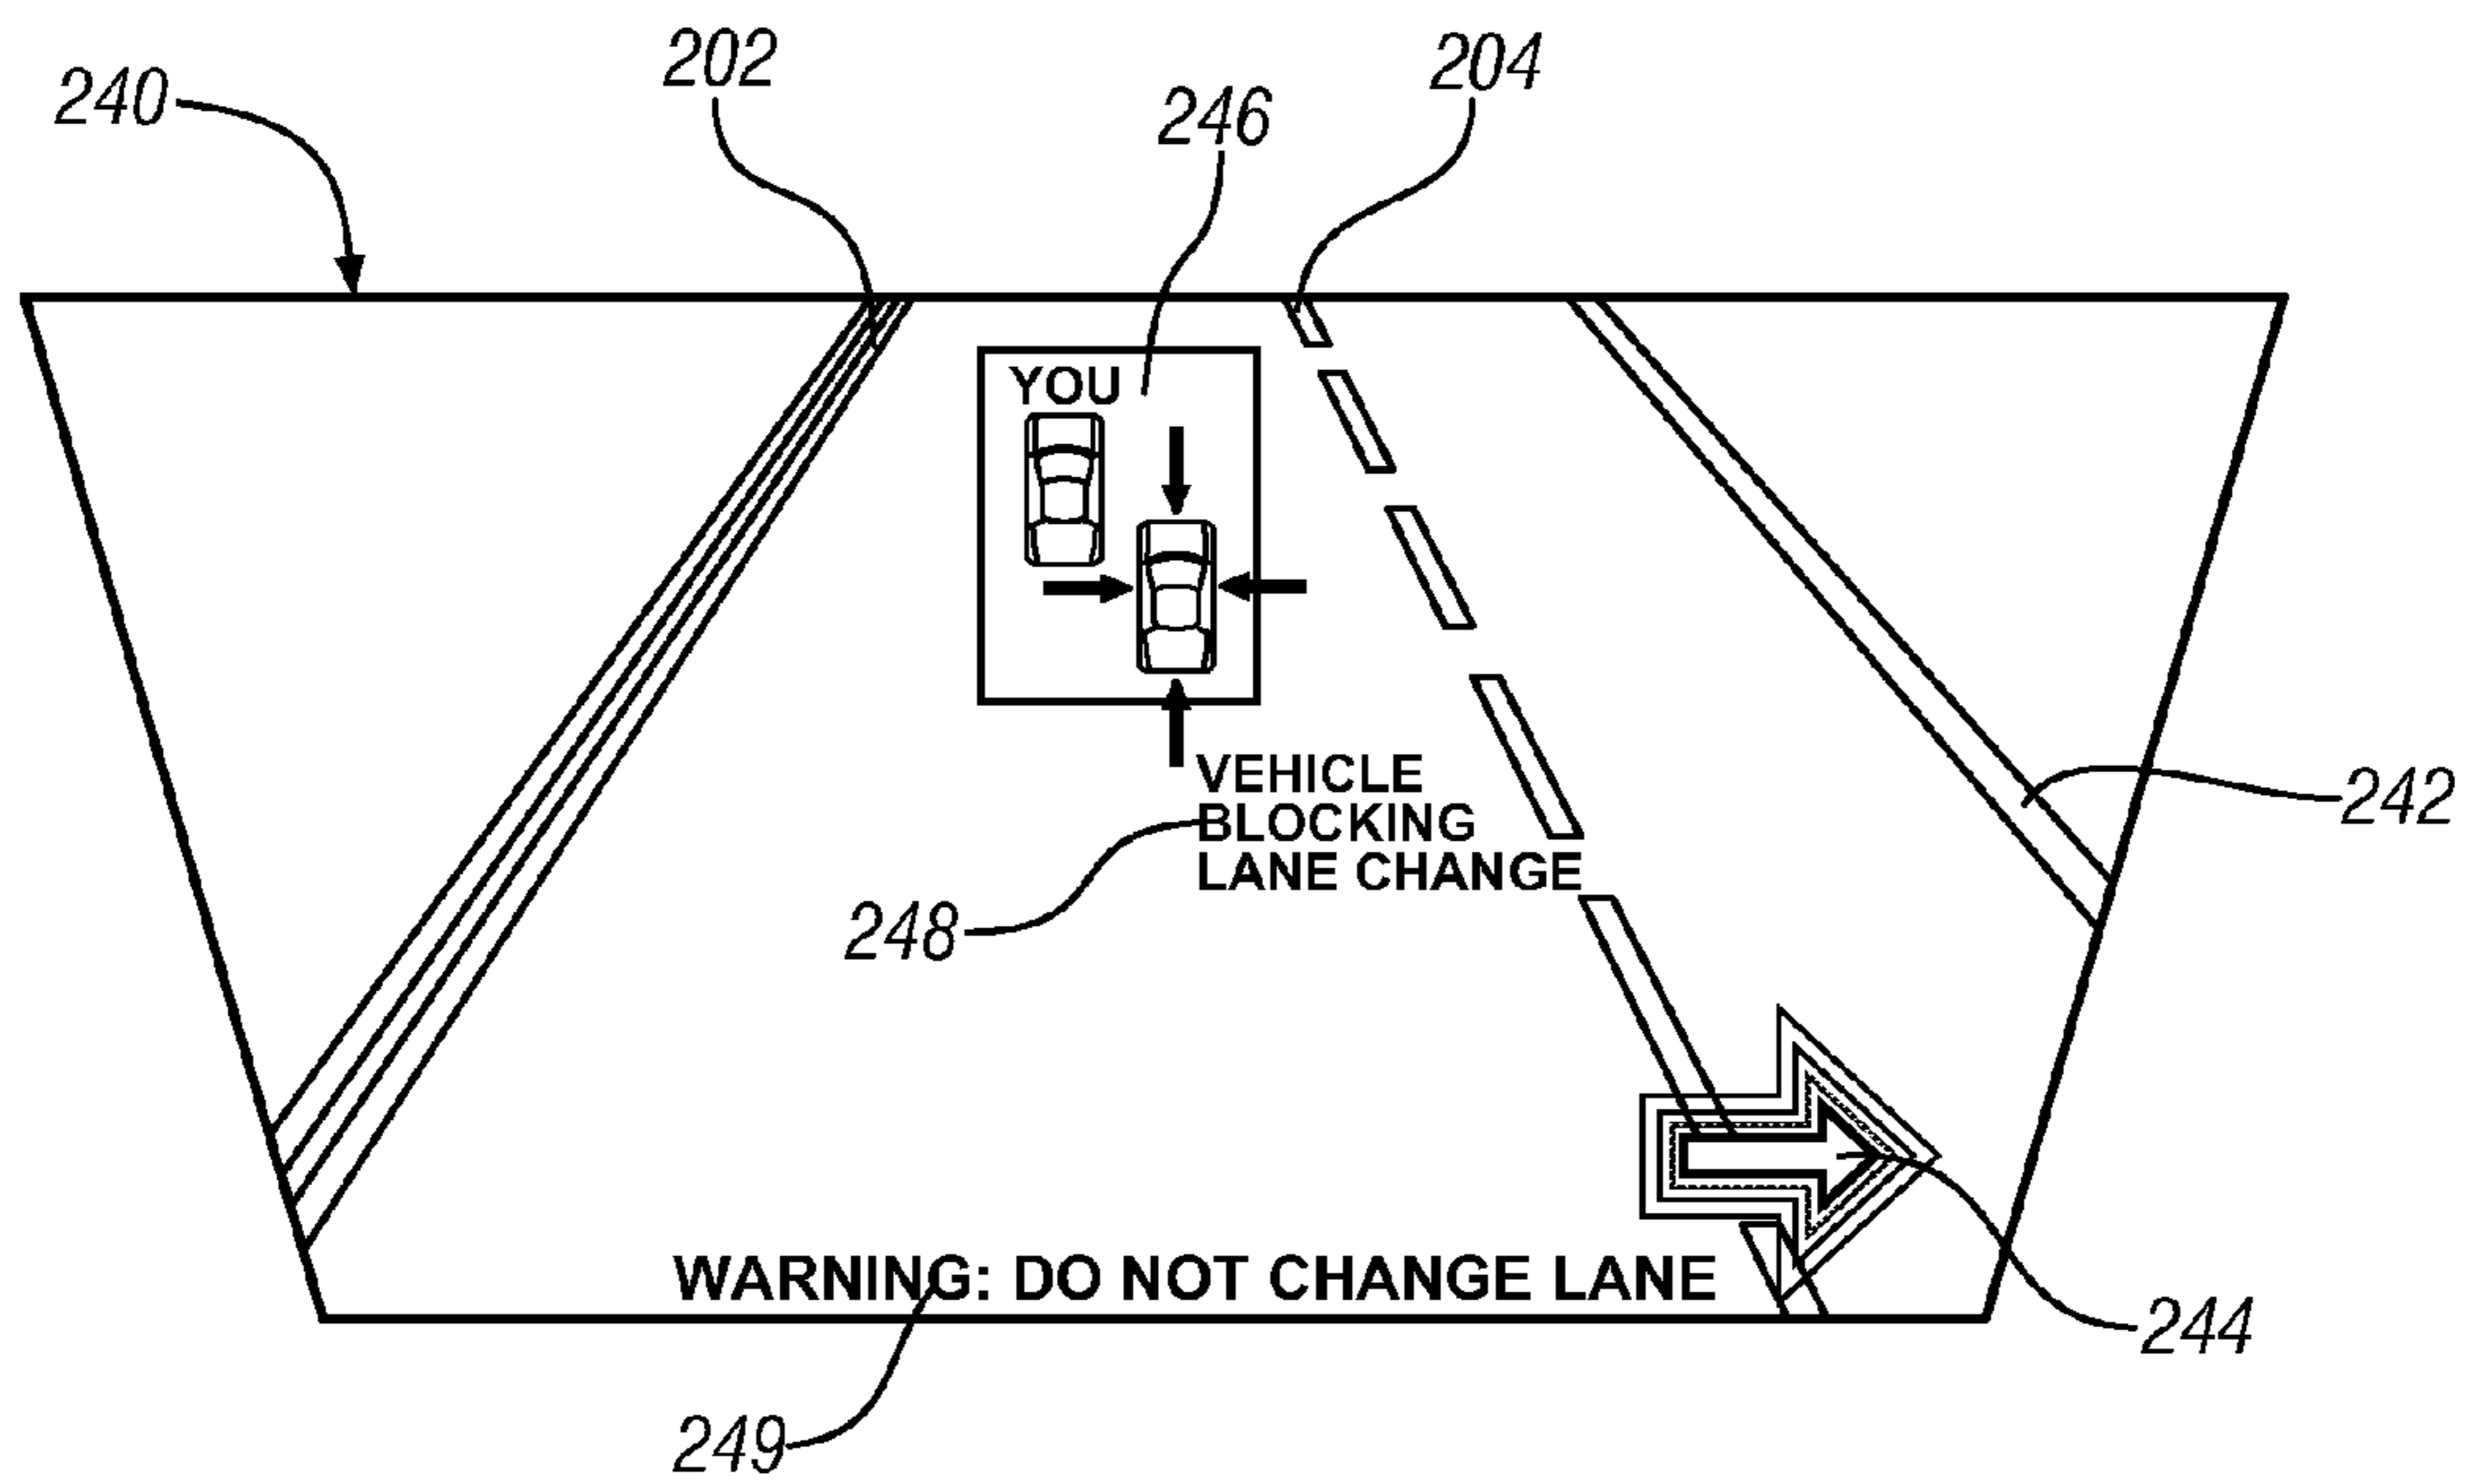 202
204
240
246
YOU
VEHICLE
BLOCKING
LANE CHANGE
242
248
WARNING: DO NOT CHANGE LANE
244
249